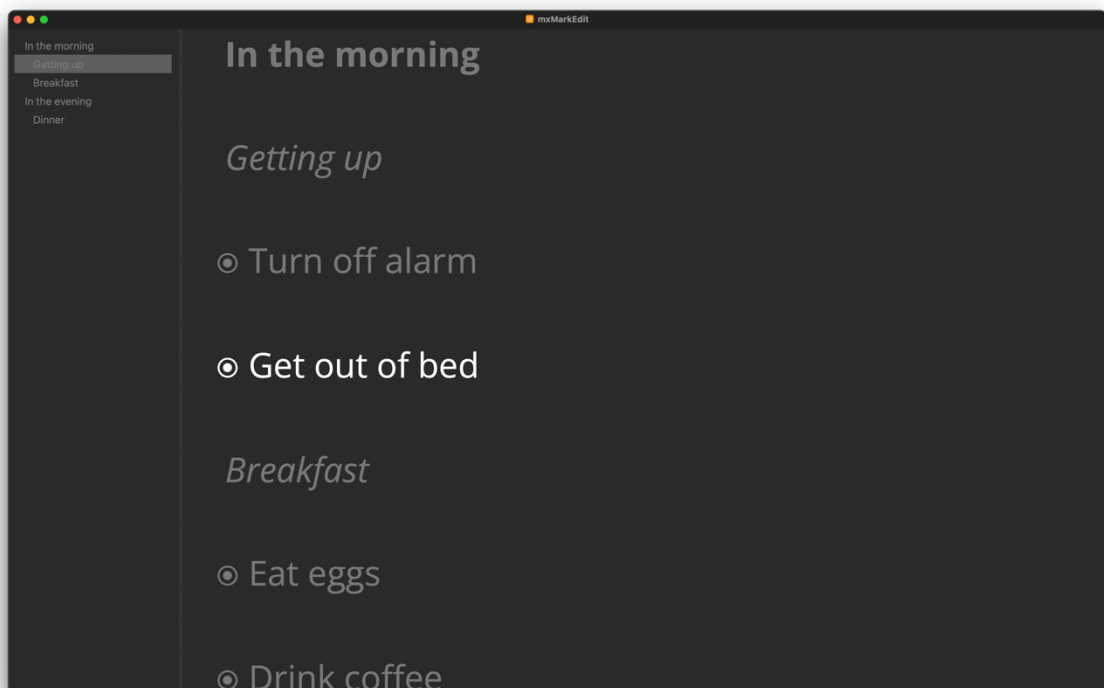 mxMarkEdit
In the morning
Getting up
Breakfast
In the evening
Dinner
In the morning
Getting up
Turn off alarm
Get out of bed
Breakfast
Eat eggs
Drink coffee